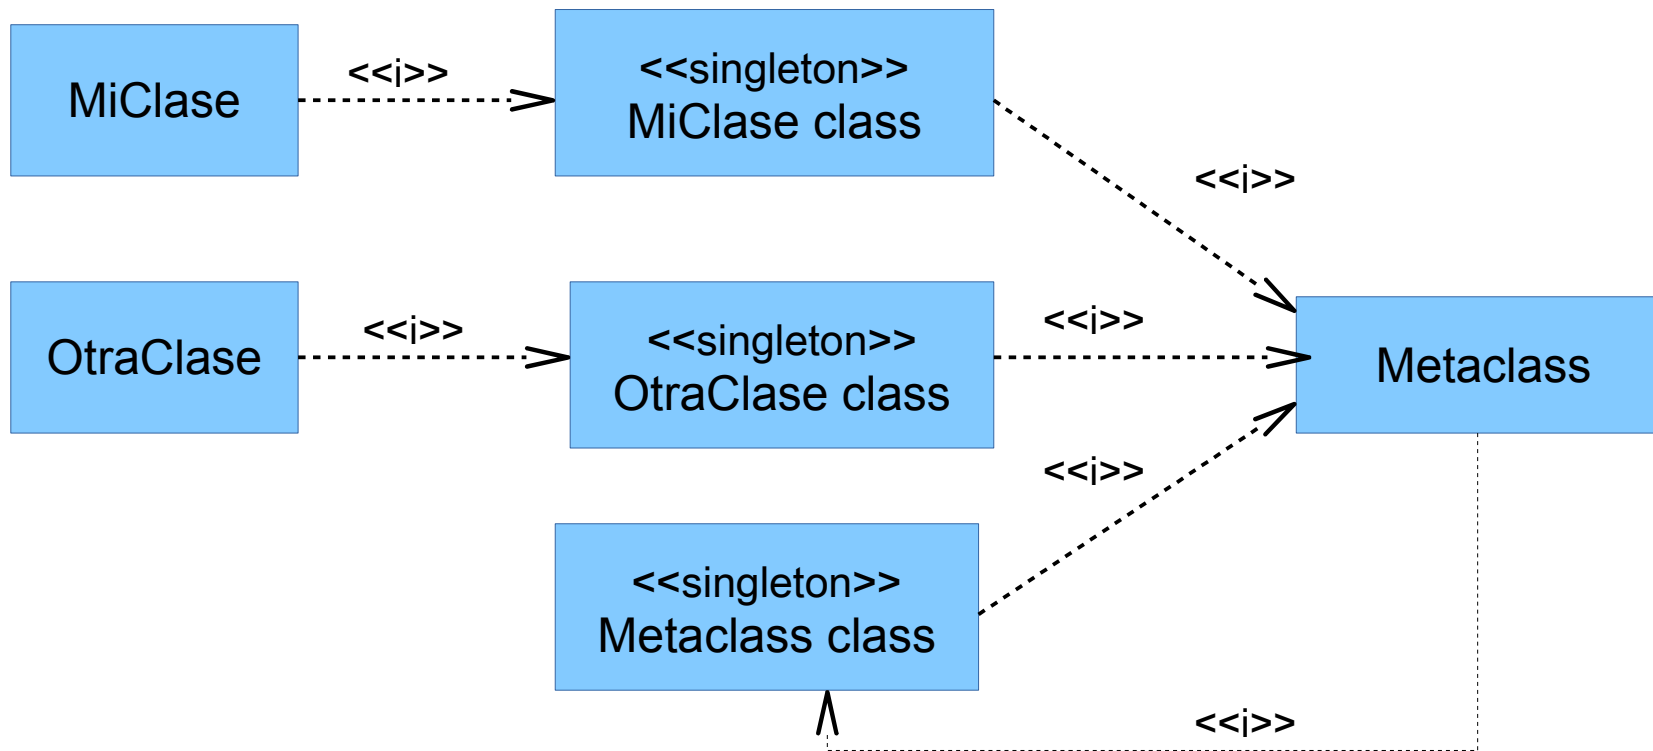 MiClase
<<i>>
<<singleton>>
MiClase class
<<i>>
OtraClase
<<i>>
<<singleton>>
OtraClase class
<<i>>
Metaclass
<<i>>
<<singleton>>
Metaclass class
<<i>>